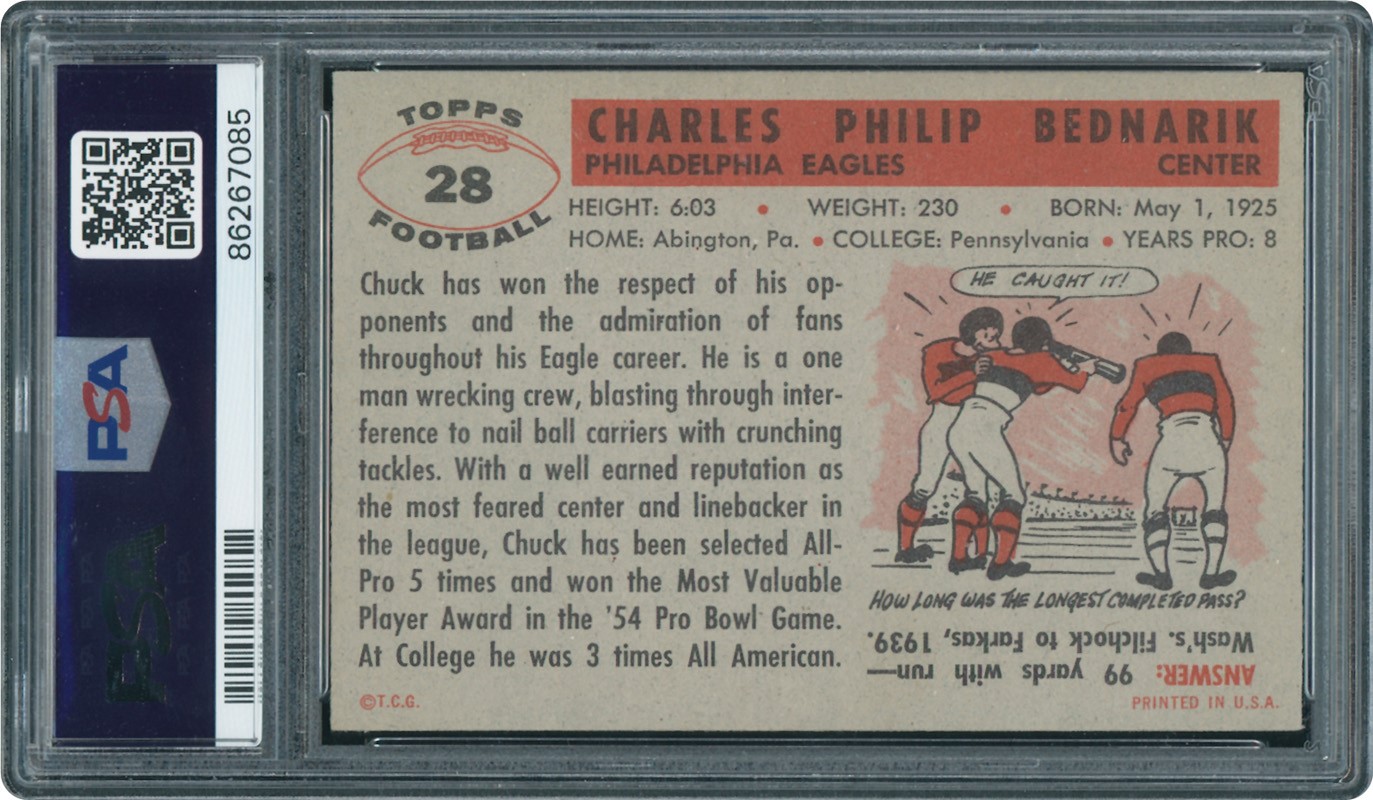 86267085
PSA
PSA
TOPPS
28
FOOTBALL
CHARLES PHILIP BEDNARIK
PHILADELPHIA EAGLES CENTER
HEIGHT: 6:03 • WEIGHT: 230 • BORN: May 1, 1925
HOME: Abington, Pa. • COLLEGE: Pennsylvania • YEARS PRO: 8
Chuck has won the respect of his op-
ponents and the admiration of fans
throughout his Eagle career. He is a one
man wrecking crew, blasting through inter-
ference to nail ball carriers with crunching
tackles. With a well earned reputation as
the most feared center and linebacker in
the league, Chuck has been selected All-
Pro 5 times and won the Most Valuable
Player Award in the '54 Pro Bowl Game.
At College he was 3 times All American.
HE CAUGHT IT!
HOW LONG WAS THE LONGEST COMPLETED PASS?
ANSWER: 99 yards with run—
Wash's. Filchock to Farkas, 1939.
©T.C.G.
PRINTED IN U.S.A.